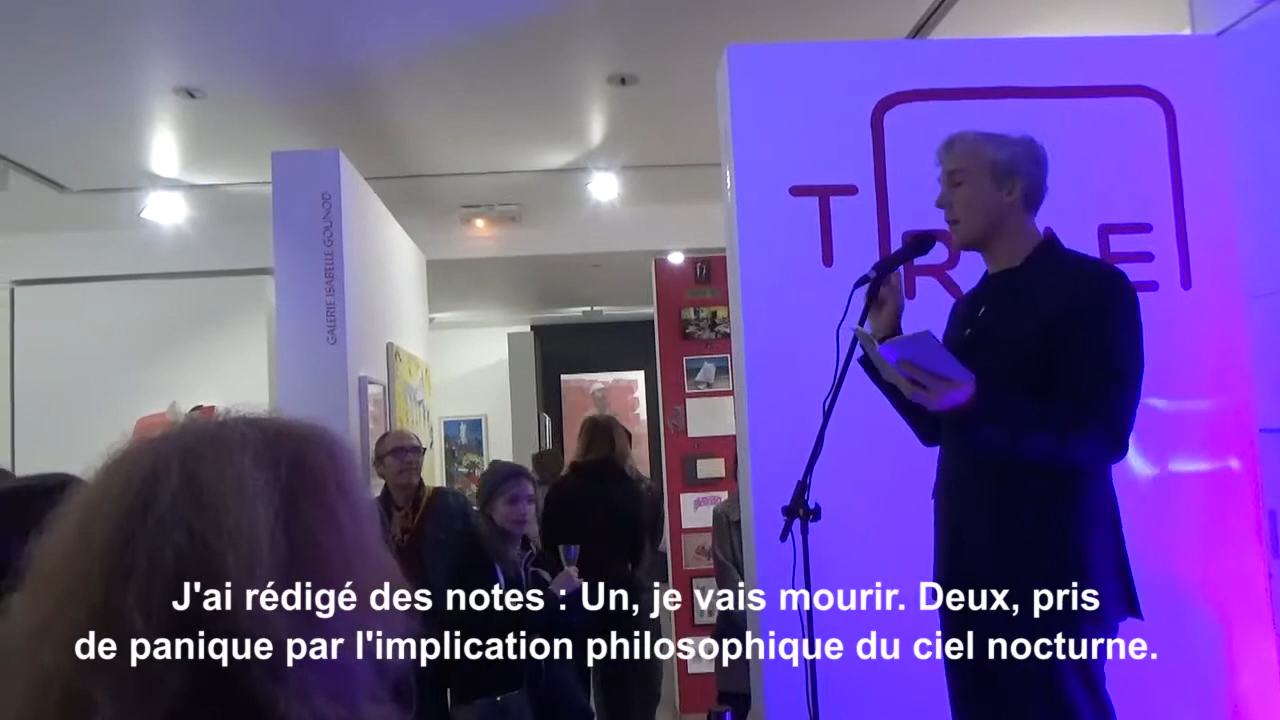 GALERIE ISABELLE GOUNOD
J'ai rédigé des notes : Un, je vais mourir. Deux, pris
de panique par l'implication philosophique du ciel nocturne.